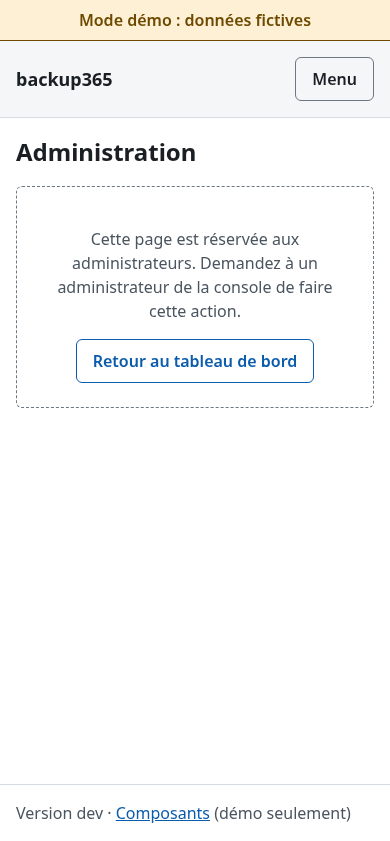 Mode démo : données fictives
backup365
Menu
Administration
Cette page est réservée aux
administrateurs. Demandez à un
administrateur de la console de faire
cette action.
Retour au tableau de bord
Version dev · Composants (démo seulement)